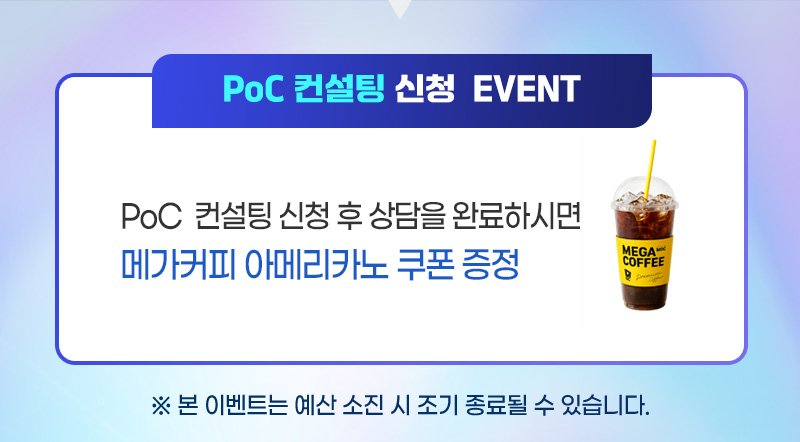 PoC 컨설팅 신청 EVENT
PoC 컨설팅 신청 후 상담을 완료하시면
메가커피 아메리카노 쿠폰 증정
MEGA MGC
COFFEE
※ 본 이벤트는 예산 소진 시 조기 종료될 수 있습니다.